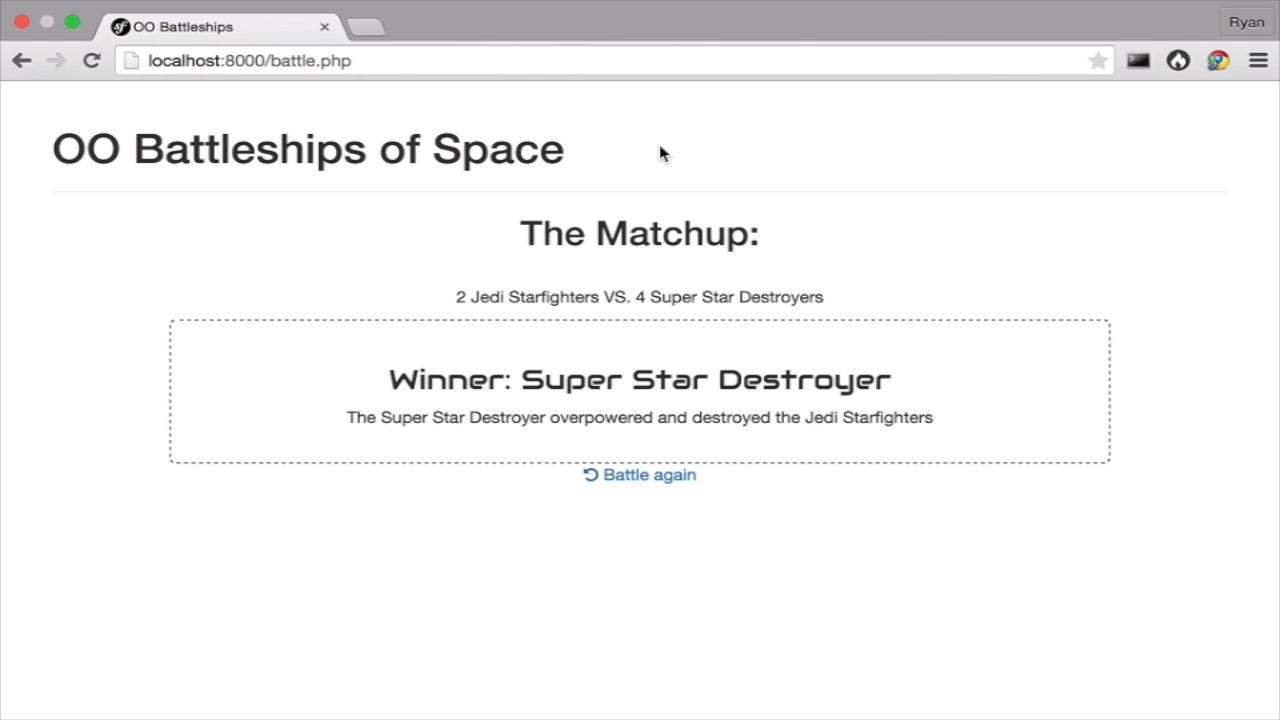 OO Battleships
Ryan
localhost:8000/battle.php
OO Battleships of Space
The Matchup:
2 Jedi Starfighters VS. 4 Super Star Destroyers
Winner: Super Star Destroyer
The Super Star Destroyer overpowered and destroyed the Jedi Starfighters
Battle again